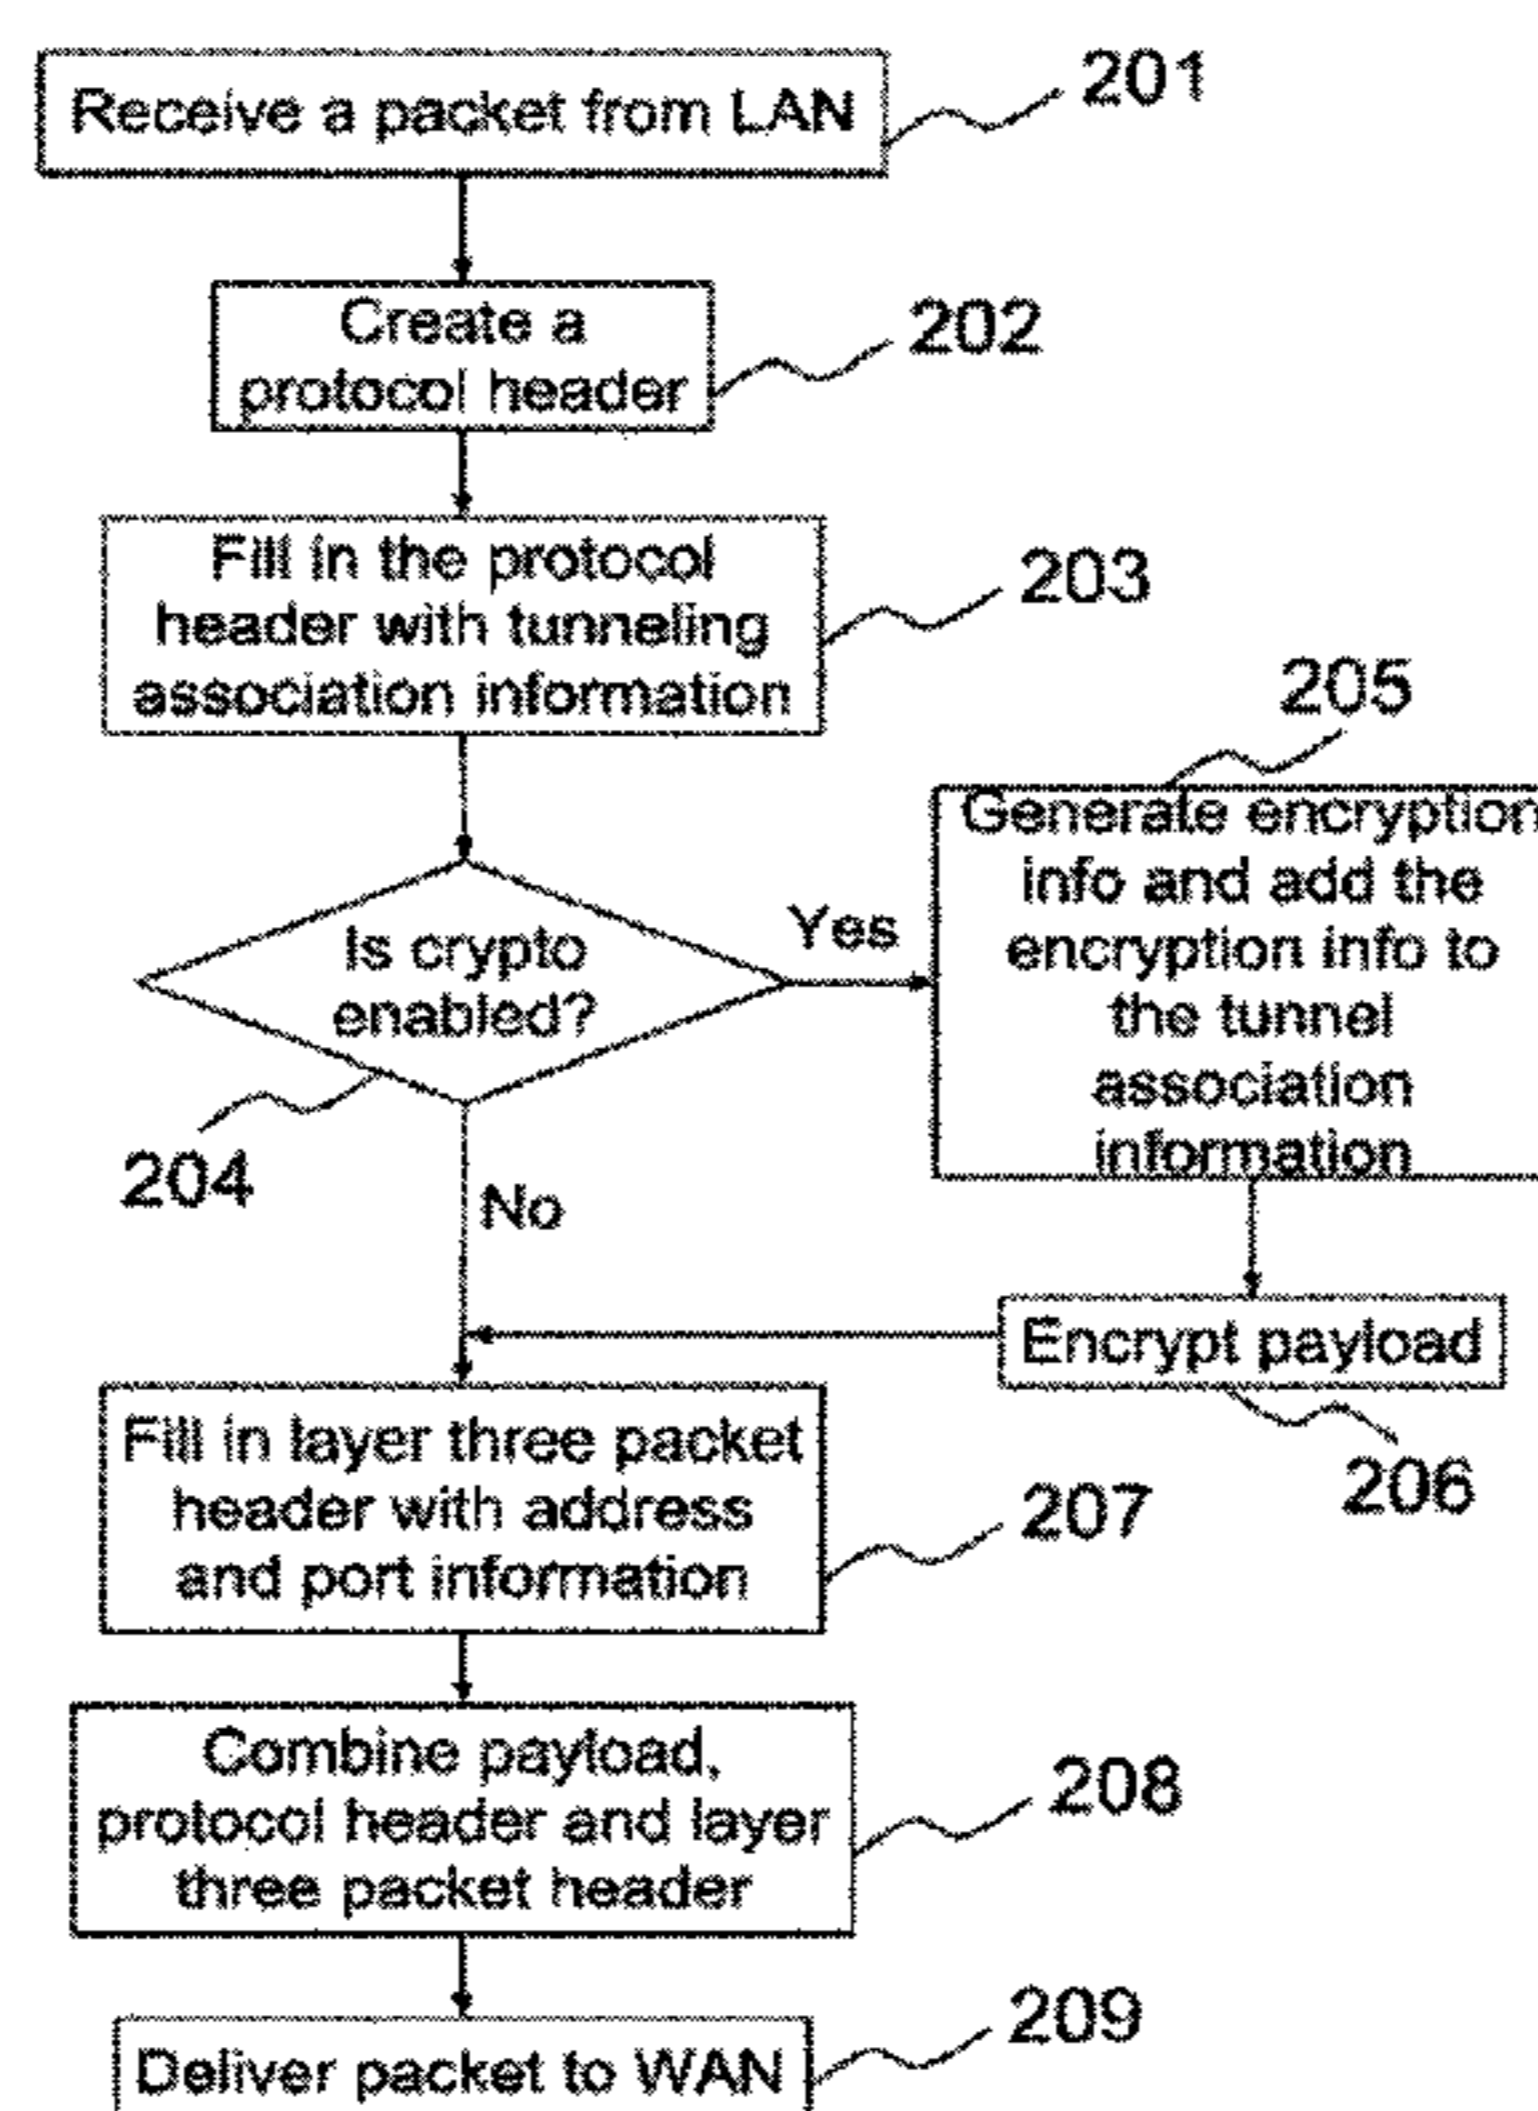 Receive a packet from LAN
201
Create a
protocol header
202
Fill in the protocol
header with tunneling
association information
203
Is crypto
enabled?
204
Yes
No
205
Generate encryption
info and add the
encryption info to
the tunnel
association
information
Encrypt payload
206
Fill in layer three packet
header with address
and port information
207
Combine payload,
protocol header and layer
three packet header
208
Deliver packet to WAN
209